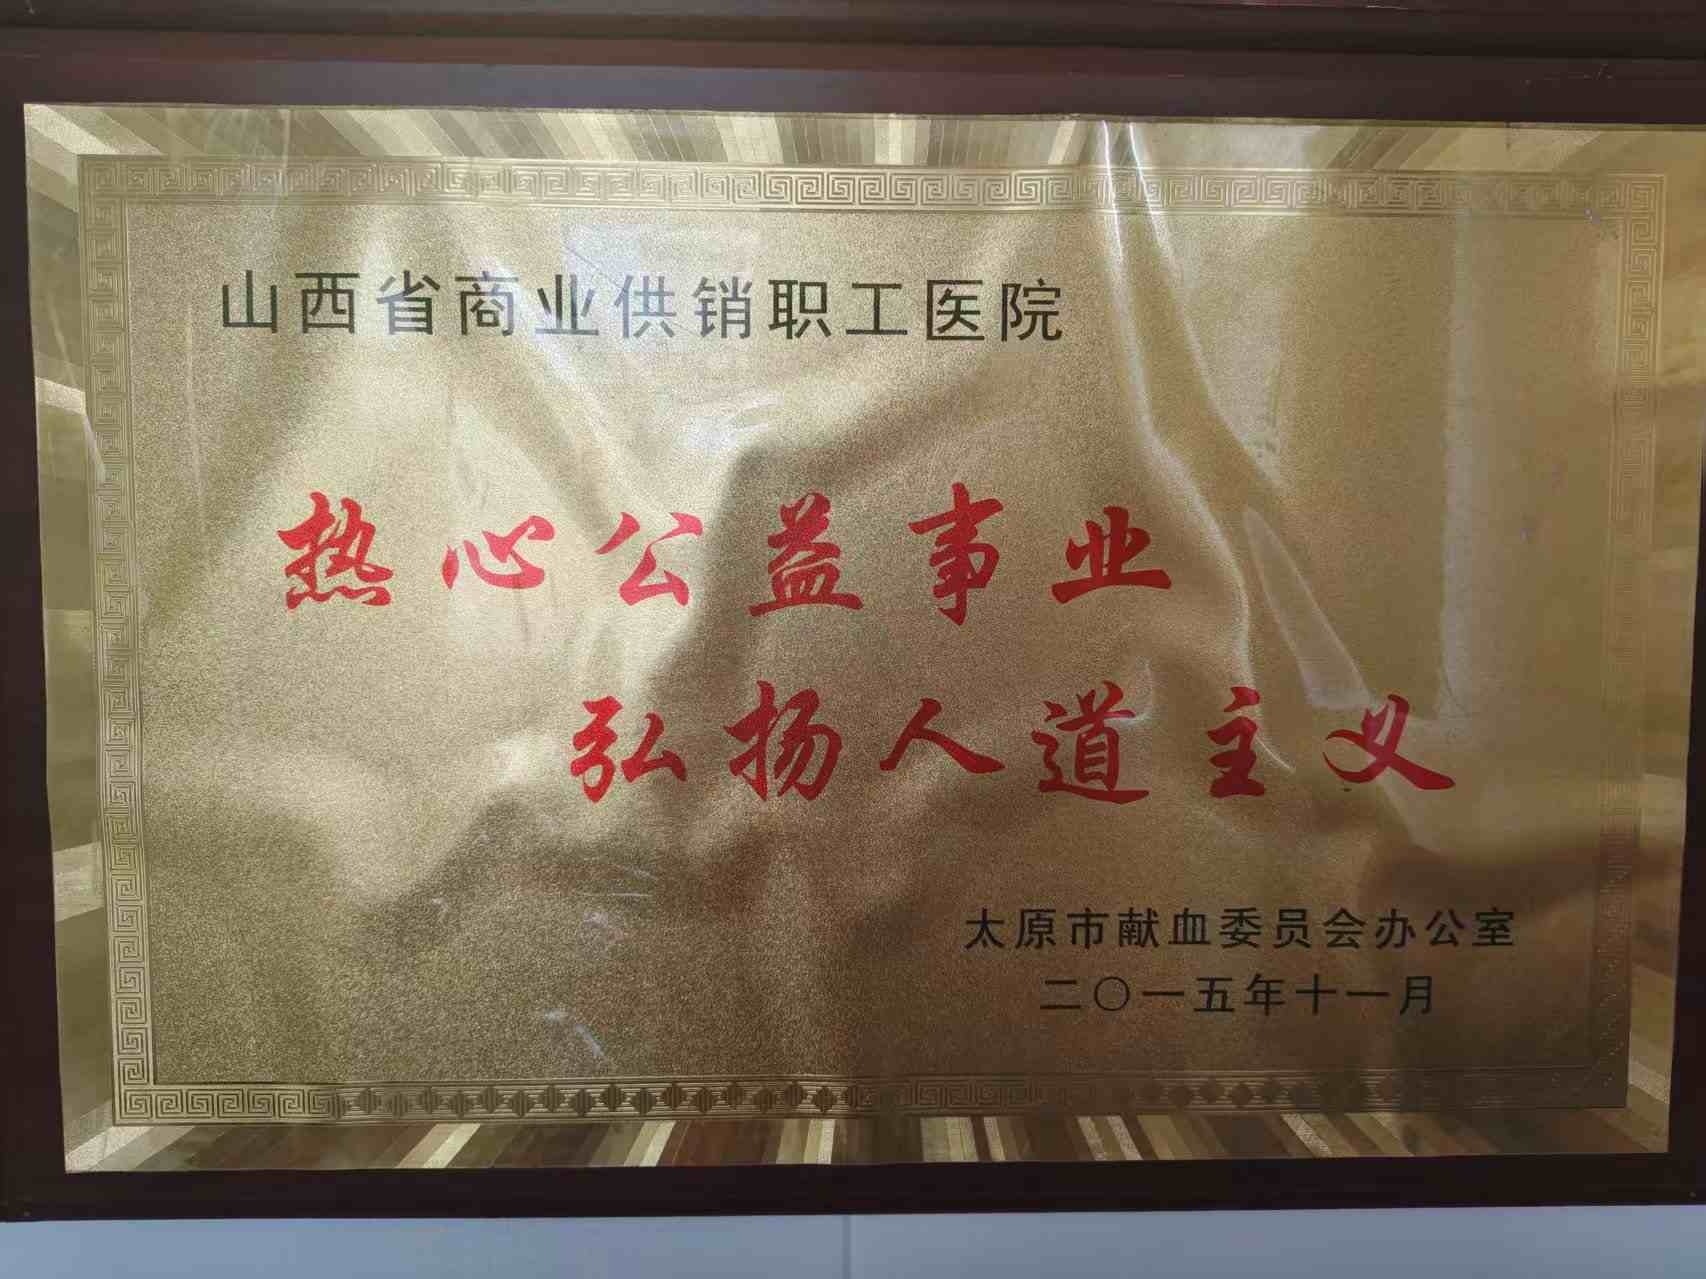 山西省商业供销职工医院
热心公益事业
弘扬人道主义
太原市献血委员会办公室
二〇一五年十一月